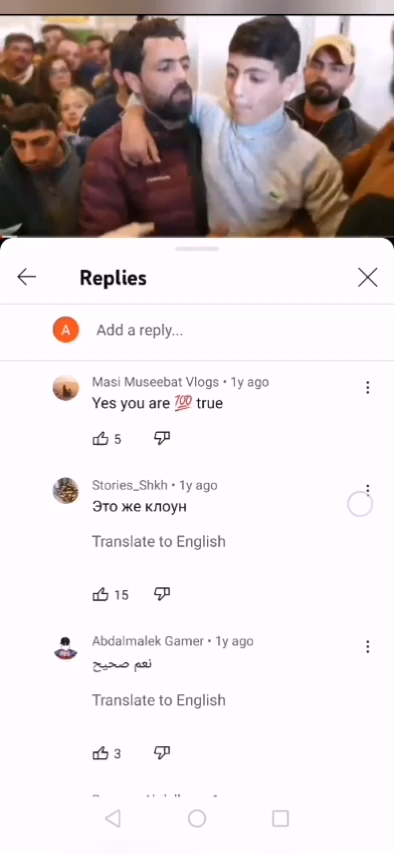 Replies
A
Add a reply...
Masi Museebat Vlogs • 1y ago
Yes you are 💯 true
5
Stories_Shkh • 1y ago
Это же клоун
Translate to English
15
Abdalmalek Gamer • 1y ago
نعم صحيح
Translate to English
3